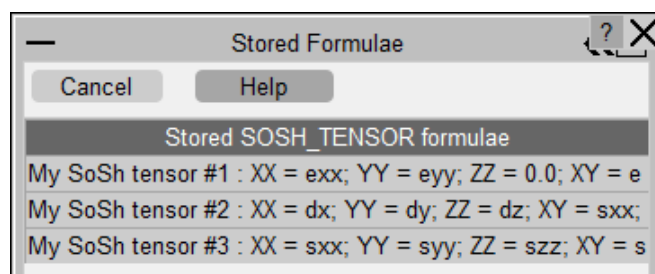 Stored Formulae
?
Cancel Help
Stored SOSH_TENSOR formulae
My SoSh tensor #1 : XX = exx; YY = eyy; ZZ = 0.0; XY = e
My SoSh tensor #2 : XX = dx; YY = dy; ZZ = dz; XY = sxx;
My SoSh tensor #3 : XX = sxx; YY = syy; ZZ = szz; XY = s